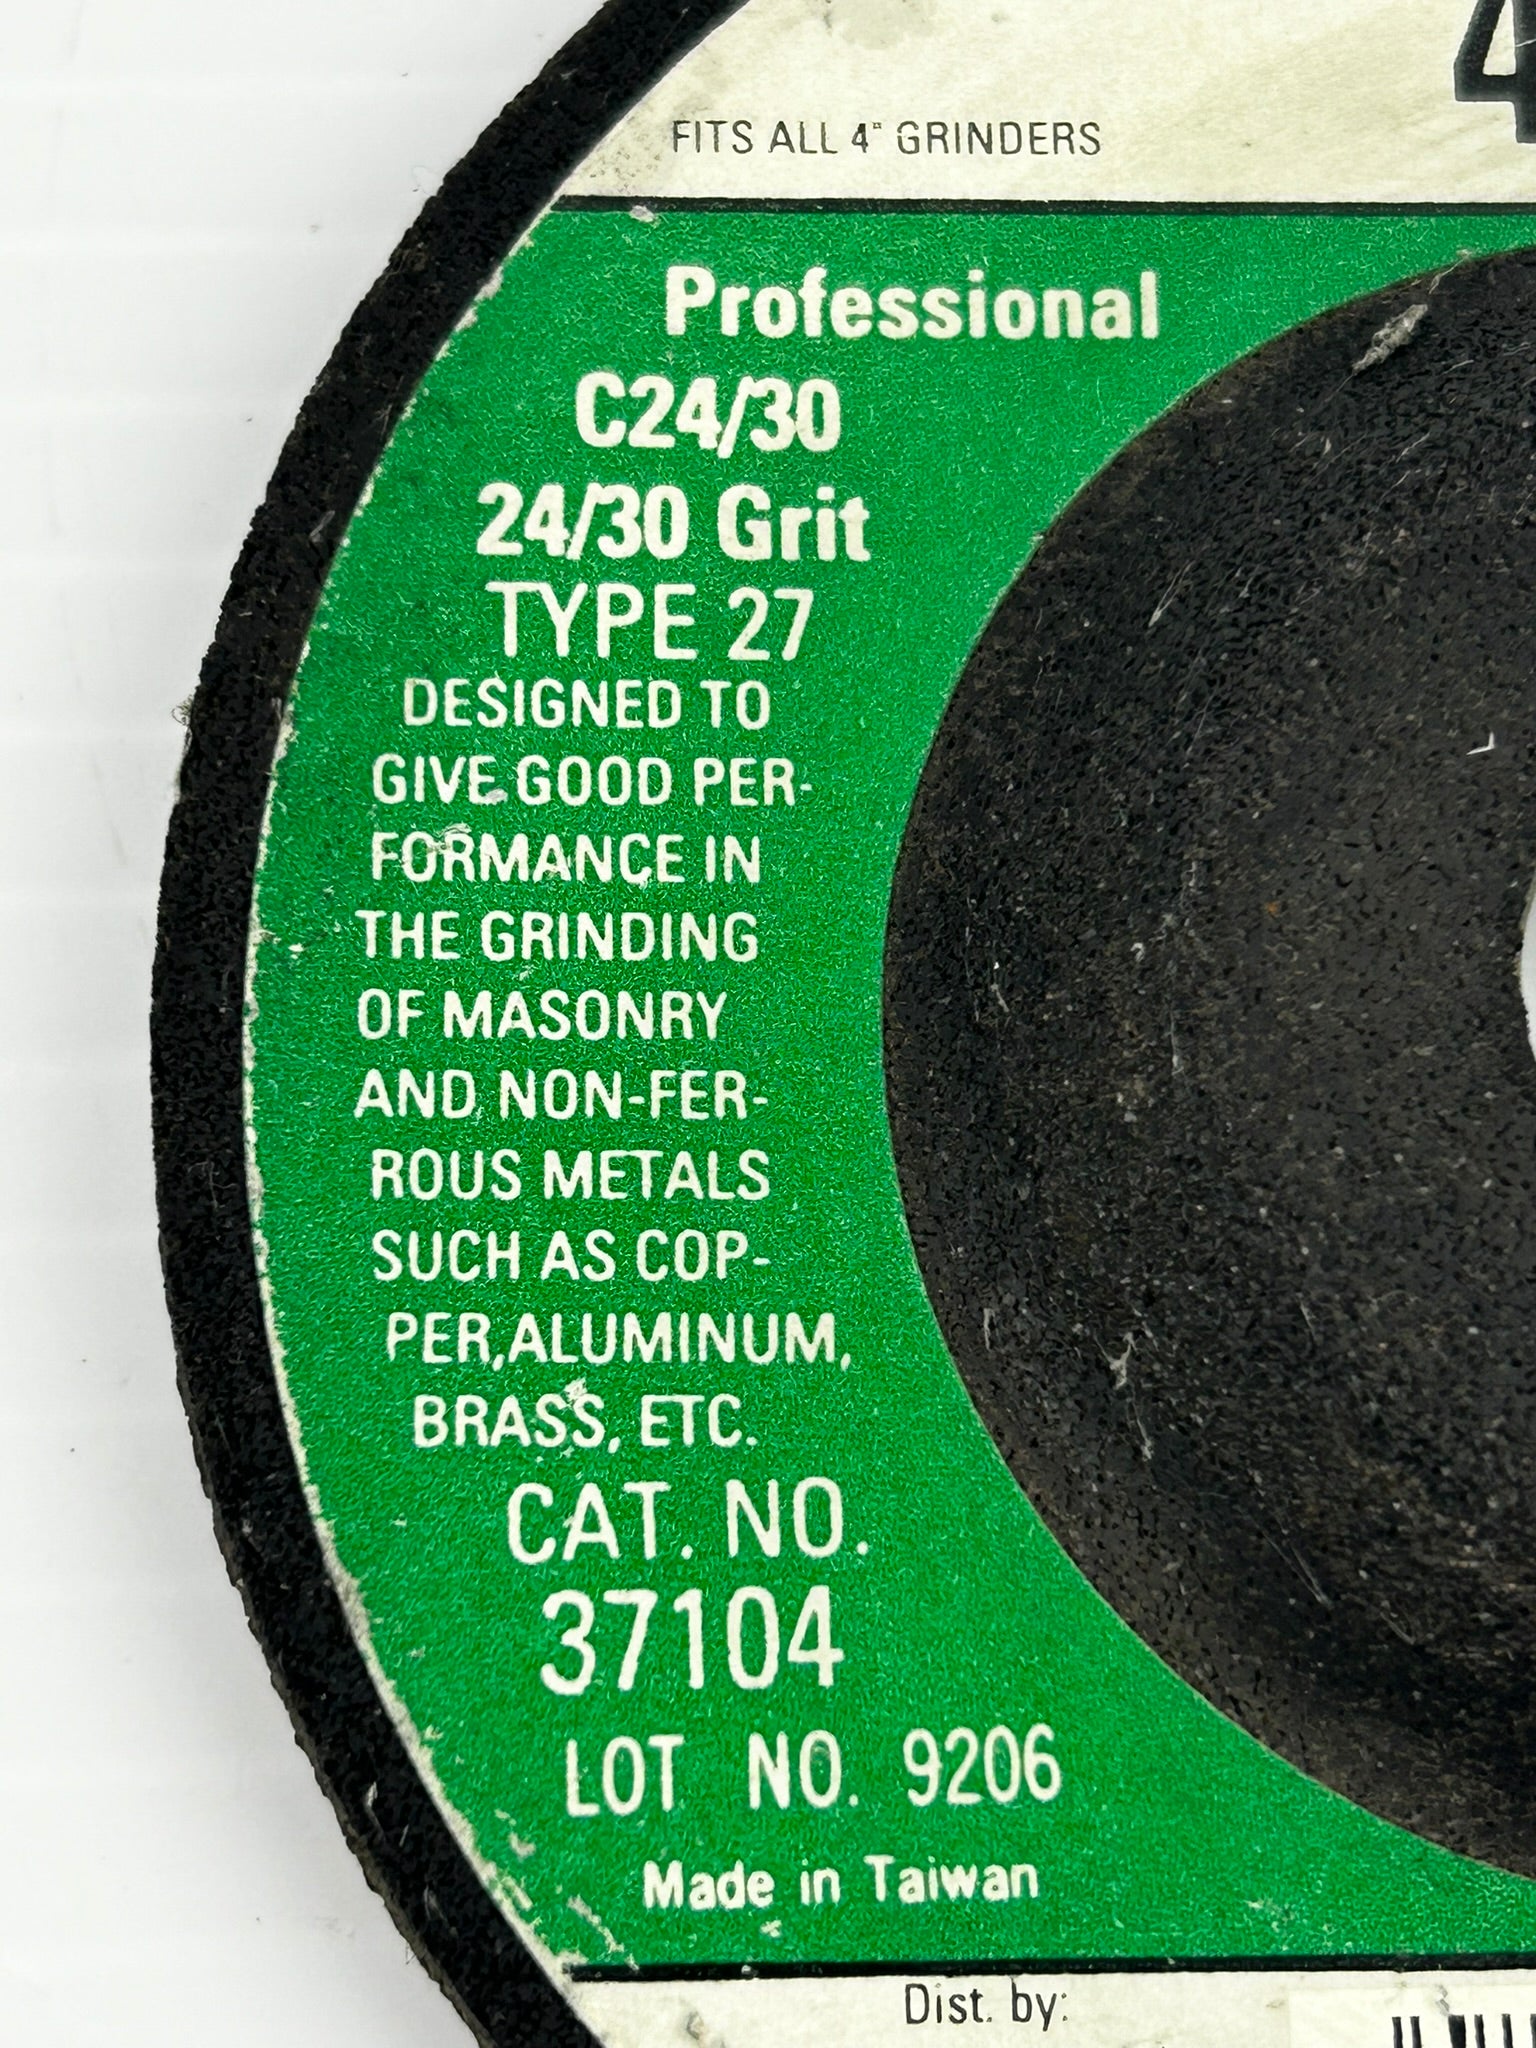 4
FITS ALL 4" GRINDERS
Professional
C24/30
24/30 Grit
TYPE 27
DESIGNED TO
GIVE GOOD PER-
FORMANCE IN
THE GRINDING
OF MASONRY
AND NON-FER-
ROUS METALS
SUCH AS COP-
PER,ALUMINUM,
BRASS, ETC.
CAT. NO.
37104
LOT NO. 9206
Made in Taiwan
Dist. by: